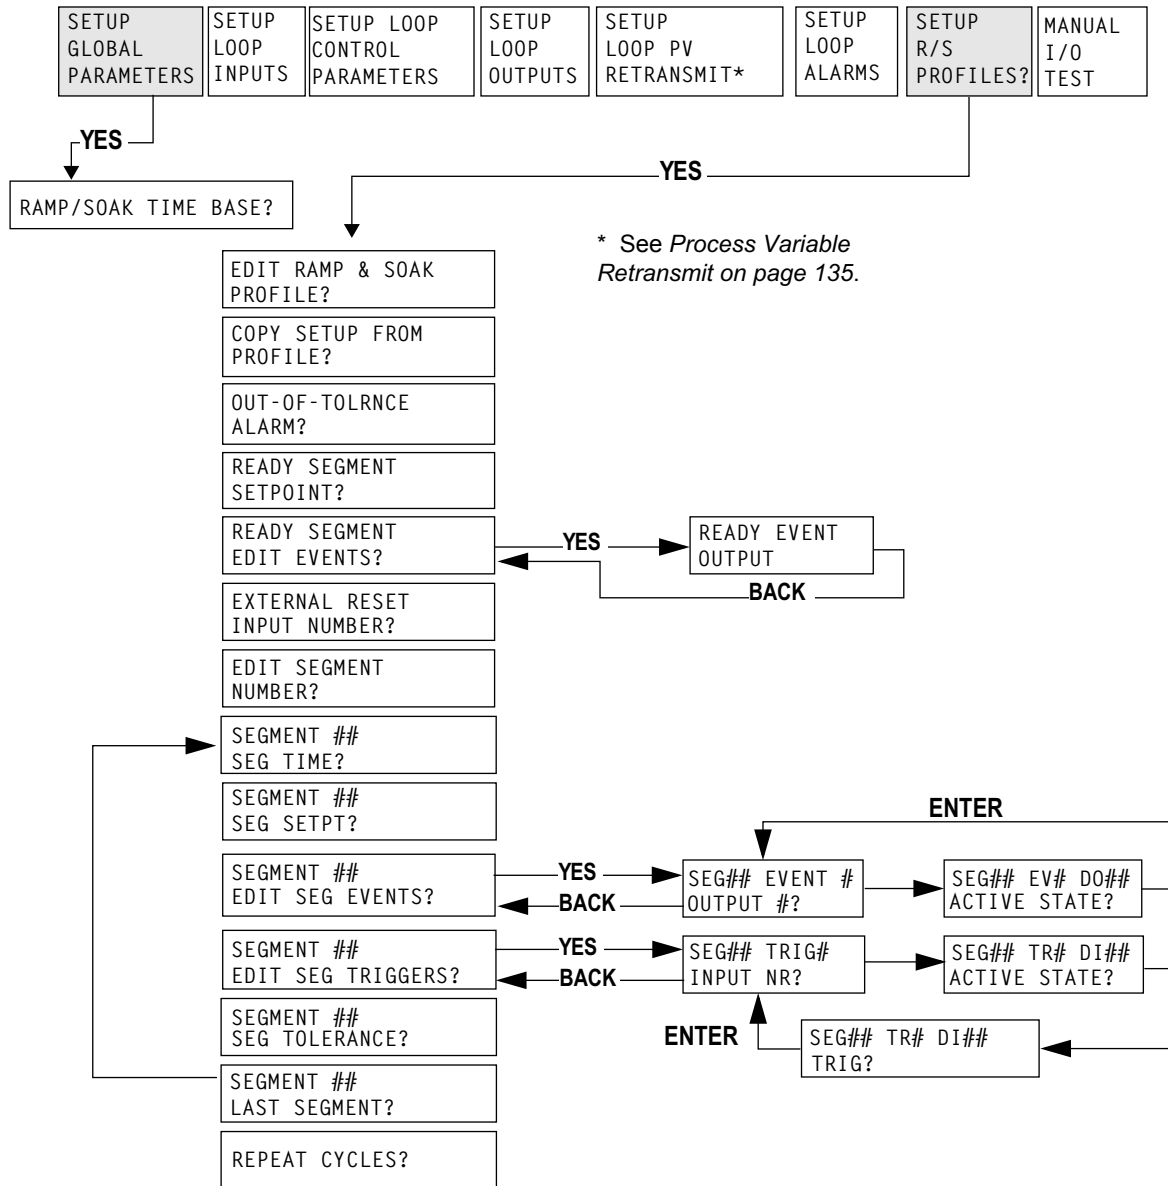 SETUP
GLOBAL
PARAMETERS
SETUP
LOOP
INPUTS
SETUP LOOP
CONTROL
PARAMETERS
SETUP
LOOP
OUTPUTS
SETUP
LOOP PV
RETRANSMIT*
SETUP
LOOP
ALARMS
SETUP
R/S
PROFILES?
MANUAL
I/O
TEST
YES
YES
RAMP/SOAK TIME BASE?
* See Process Variable
Retransmit on page 135.
EDIT RAMP & SOAK
PROFILE?
COPY SETUP FROM
PROFILE?
OUT-OF-TOLRNCE
ALARM?
READY SEGMENT
SETPOINT?
READY SEGMENT
EDIT EVENTS?
YES
READY EVENT
OUTPUT
BACK
EXTERNAL RESET
INPUT NUMBER?
EDIT SEGMENT
NUMBER?
SEGMENT ##
SEG TIME?
SEGMENT ##
SEG SETPT?
ENTER
SEGMENT ##
EDIT SEG EVENTS?
YES
BACK
SEG## EVENT #
OUTPUT #?
SEG## EV# DO##
ACTIVE STATE?
SEGMENT ##
EDIT SEG TRIGGERS?
YES
BACK
SEG## TRIG#
INPUT NR?
SEG## TR# DI##
ACTIVE STATE?
SEGMENT ##
SEG TOLERANCE?
ENTER
SEG## TR# DI##
TRIG?
SEGMENT ##
LAST SEGMENT?
REPEAT CYCLES?